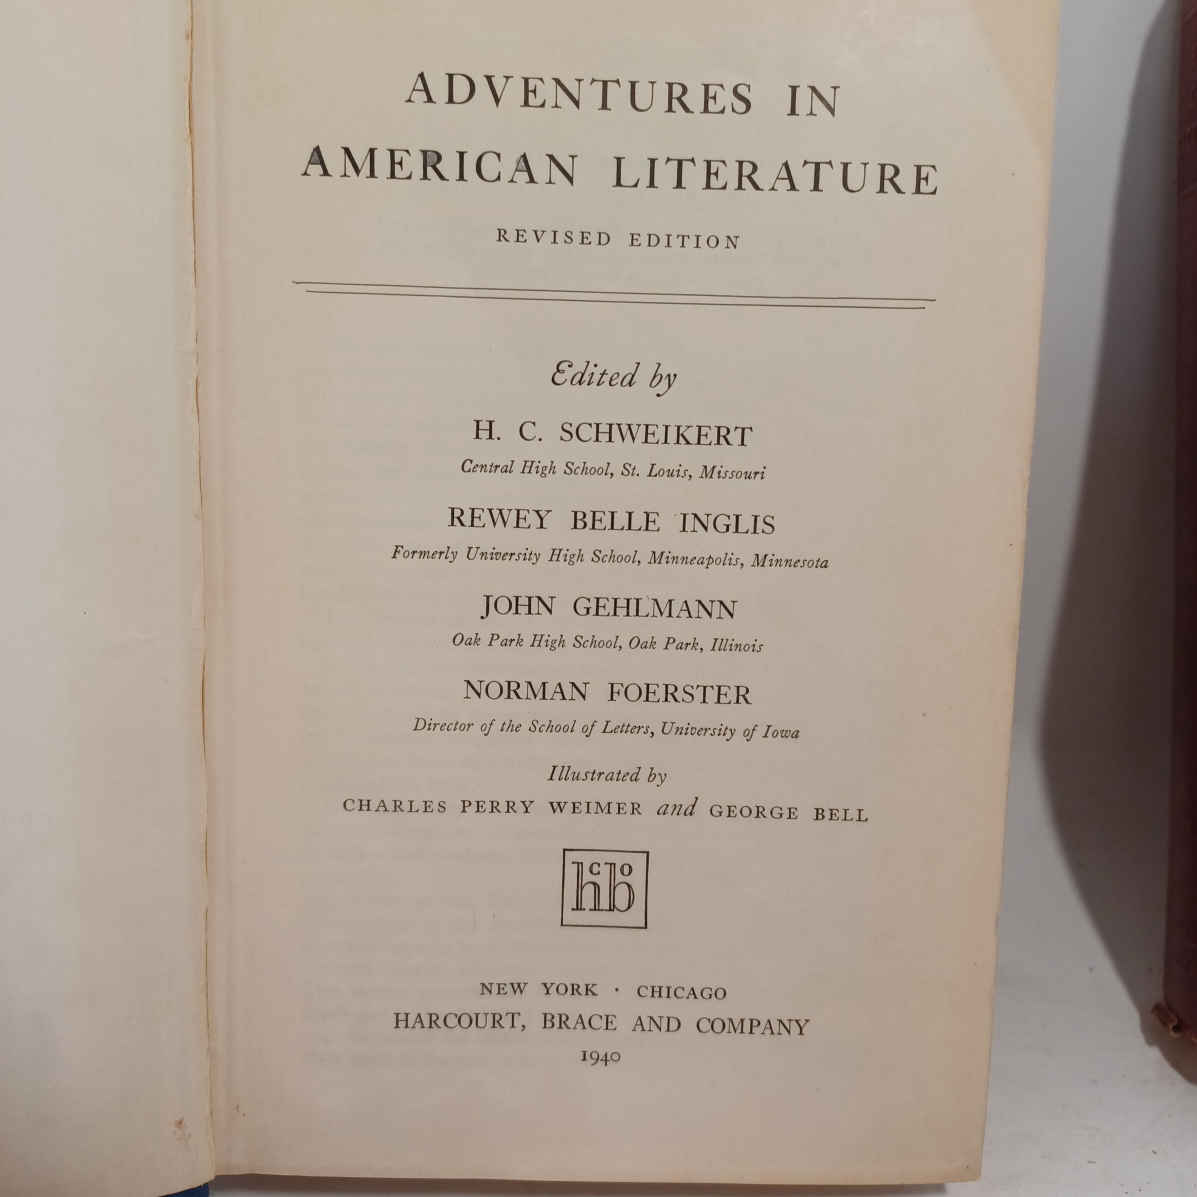 ADVENTURES IN
AMERICAN LITERATURE
REVISED EDITION
Edited by
H. C. SCHWEIKERT
Central High School, St. Louis, Missouri
REWEY BELLE INGLIS
Formerly University High School, Minneapolis, Minnesota
JOHN GEHLMANN
Oak Park High School, Oak Park, Illinois
NORMAN FOERSTER
Director of the School of Letters, University of Iowa
Illustrated by
CHARLES PERRY WEIMER and GEORGE BELL
hcbo
NEW YORK · CHICAGO
HARCOURT, BRACE AND COMPANY
1940